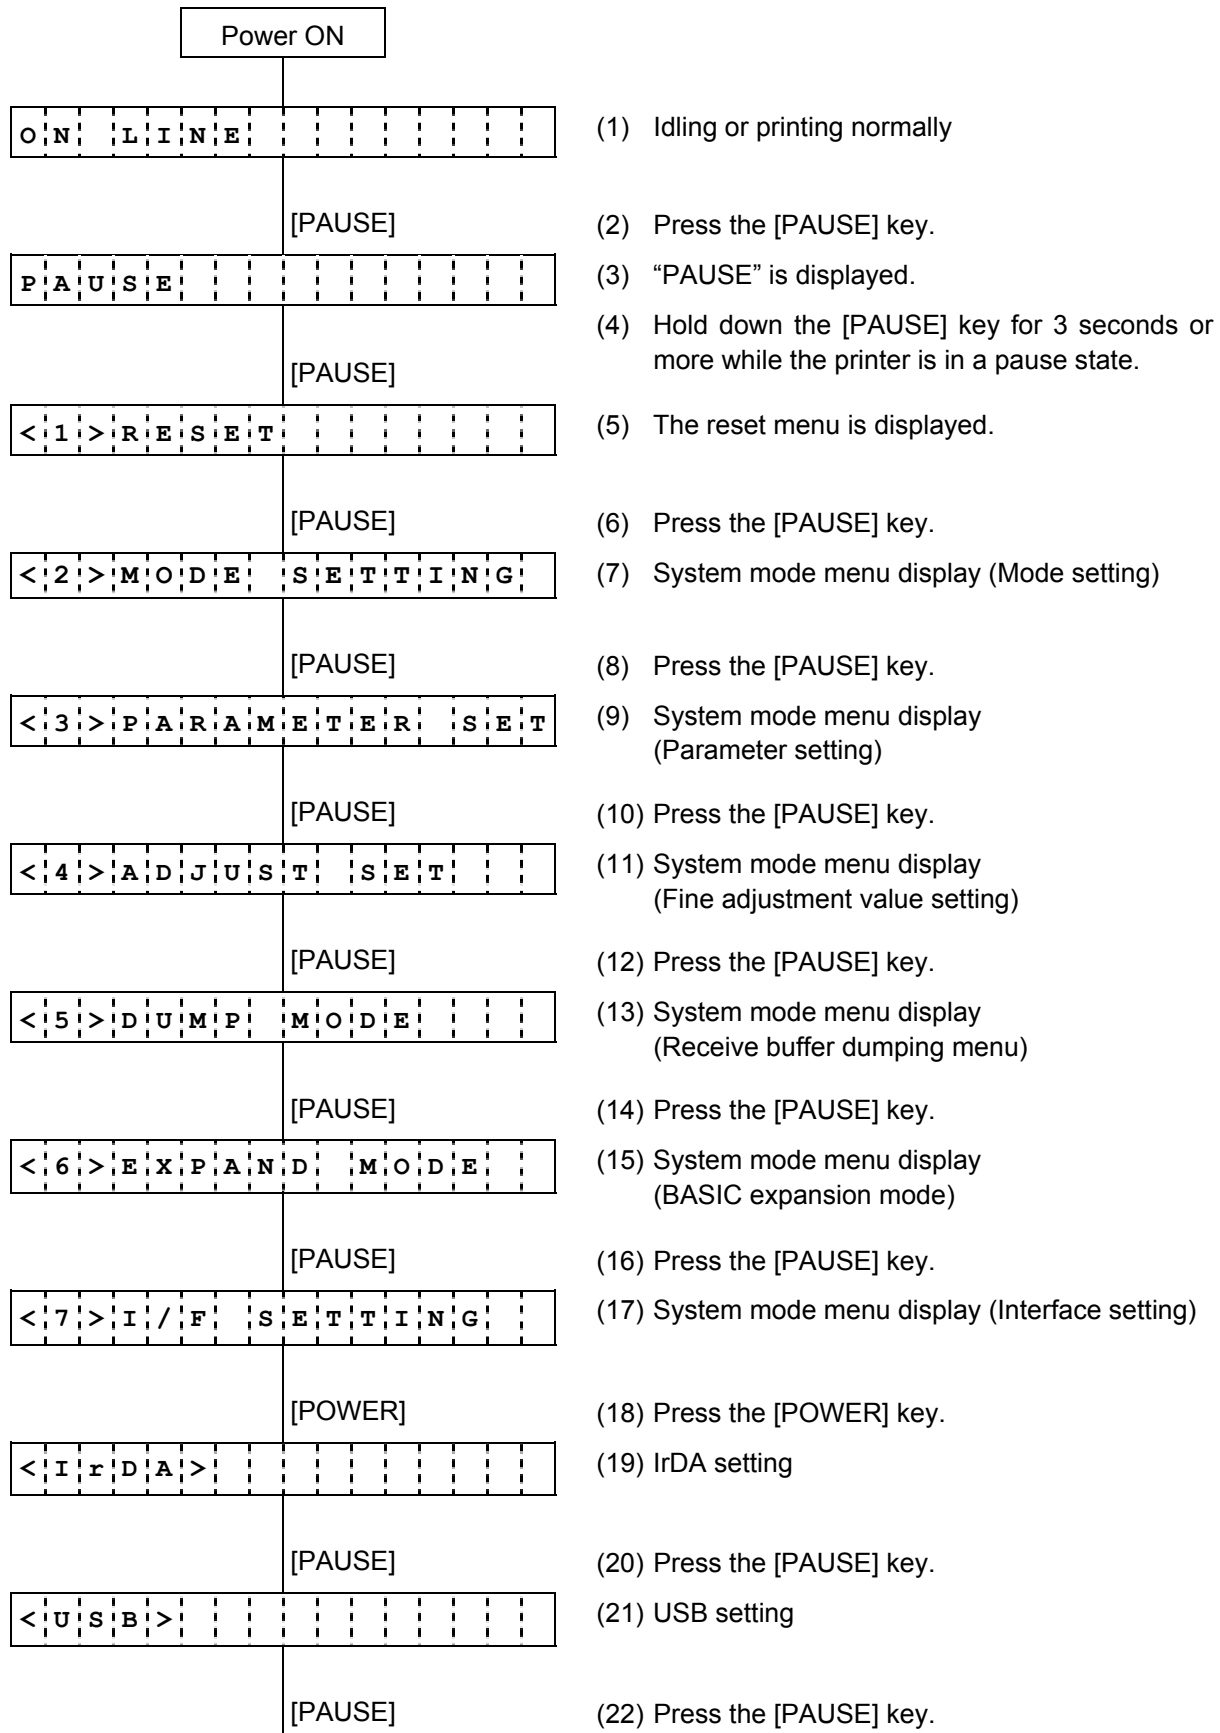 Power ON
ON LINE
(1) Idling or printing normally
[PAUSE]
(2) Press the [PAUSE] key.
PAUSE
(3) “PAUSE” is displayed.
(4) Hold down the [PAUSE] key for 3 seconds or
more while the printer is in a pause state.
[PAUSE]
<1>RESET
(5) The reset menu is displayed.
[PAUSE]
(6) Press the [PAUSE] key.
<2>MODE SETTING
(7) System mode menu display (Mode setting)
[PAUSE]
(8) Press the [PAUSE] key.
<3>PARAMETER SET
(9) System mode menu display
(Parameter setting)
[PAUSE]
(10) Press the [PAUSE] key.
<4>ADJUST SET
(11) System mode menu display
(Fine adjustment value setting)
[PAUSE]
(12) Press the [PAUSE] key.
<5>DUMP MODE
(13) System mode menu display
(Receive buffer dumping menu)
[PAUSE]
(14) Press the [PAUSE] key.
<6>EXPAND MODE
(15) System mode menu display
(BASIC expansion mode)
[PAUSE]
(16) Press the [PAUSE] key.
<7>I/F SETTING
(17) System mode menu display (Interface setting)
[POWER]
(18) Press the [POWER] key.
<IrDA>
(19) IrDA setting
[PAUSE]
(20) Press the [PAUSE] key.
<USB>
(21) USB setting
[PAUSE]
(22) Press the [PAUSE] key.